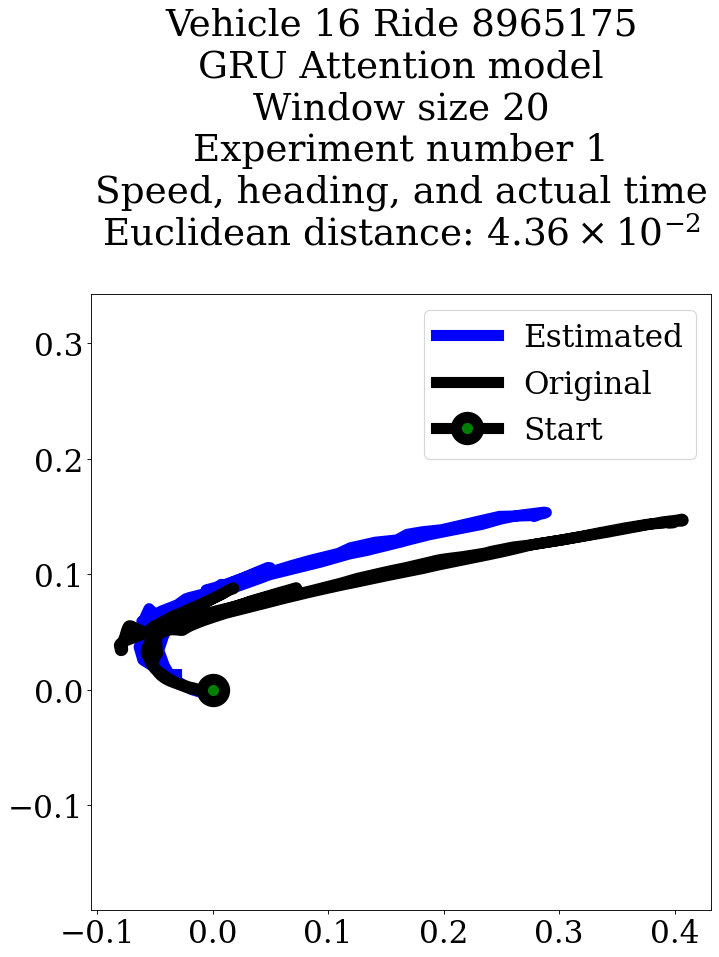 Vehicle 16 Ride 8965175
GRU Attention model
Window size 20
Experiment number 1
Speed, heading, and actual time
Euclidean distance: 4.36 × 10⁻²
Estimated
Original
Start
0.3
0.2
0.1
0.0
−0.1
−0.1 0.0 0.1 0.2 0.3 0.4